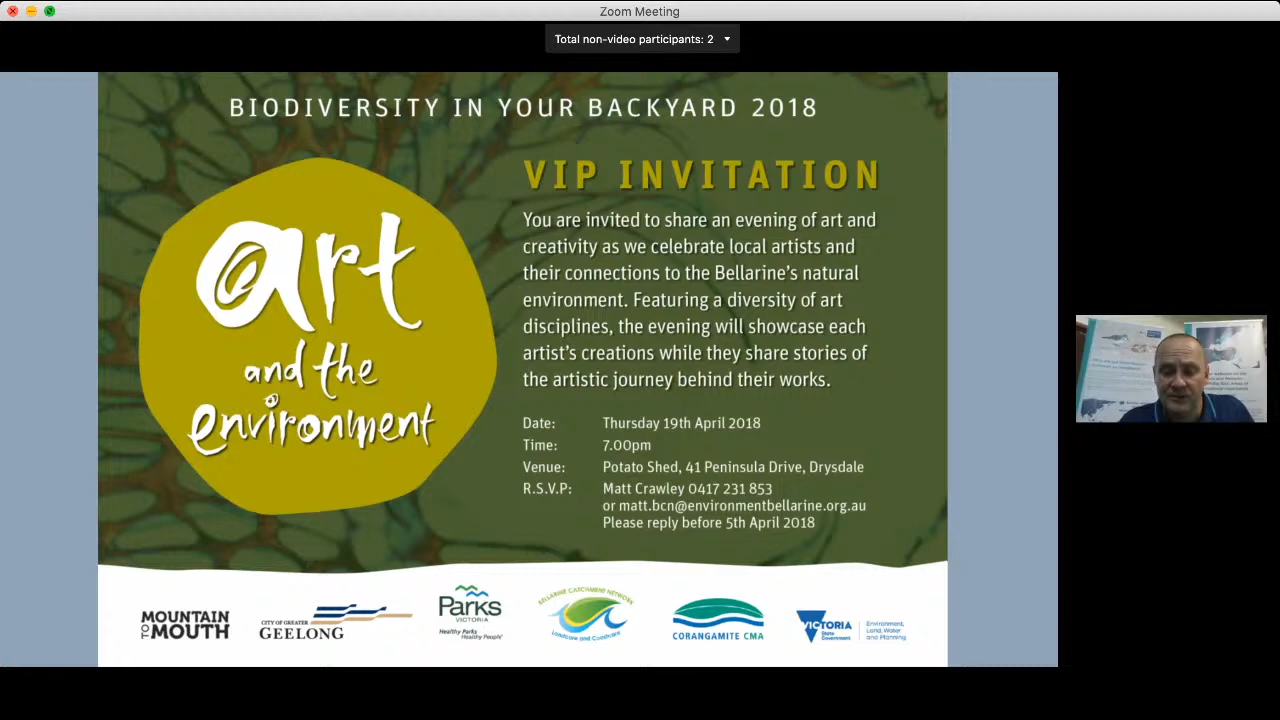 Zoom Meeting
Total non-video participants: 2
BIODIVERSITY IN YOUR BACKYARD 2018
art
and the
environment
VIP INVITATION
You are invited to share an evening of art and
creativity as we celebrate local artists and
their connections to the Bellarine's natural
environment. Featuring a diversity of art
disciplines, the evening will showcase each
artist's creations while they share stories of
the artistic journey behind their works.
Date: Thursday 19th April 2018
Time: 7.00pm
Venue: Potato Shed, 41 Peninsula Drive, Drysdale
R.S.V.P: Matt Crawley 0417 231 853
or matt.bcn@environmentbellarine.org.au
Please reply before 5th April 2018
MOUNTAIN
TO MOUTH
CITY OF GREATER
GEELONG
Parks
VICTORIA
Healthy Parks
Healthy People
BELLARINE CATCHMENT NETWORK
Landcare and Coastcare
CORANGAMITE CMA
VICTORIA
State
Government
Environment,
Land, Water
and Planning